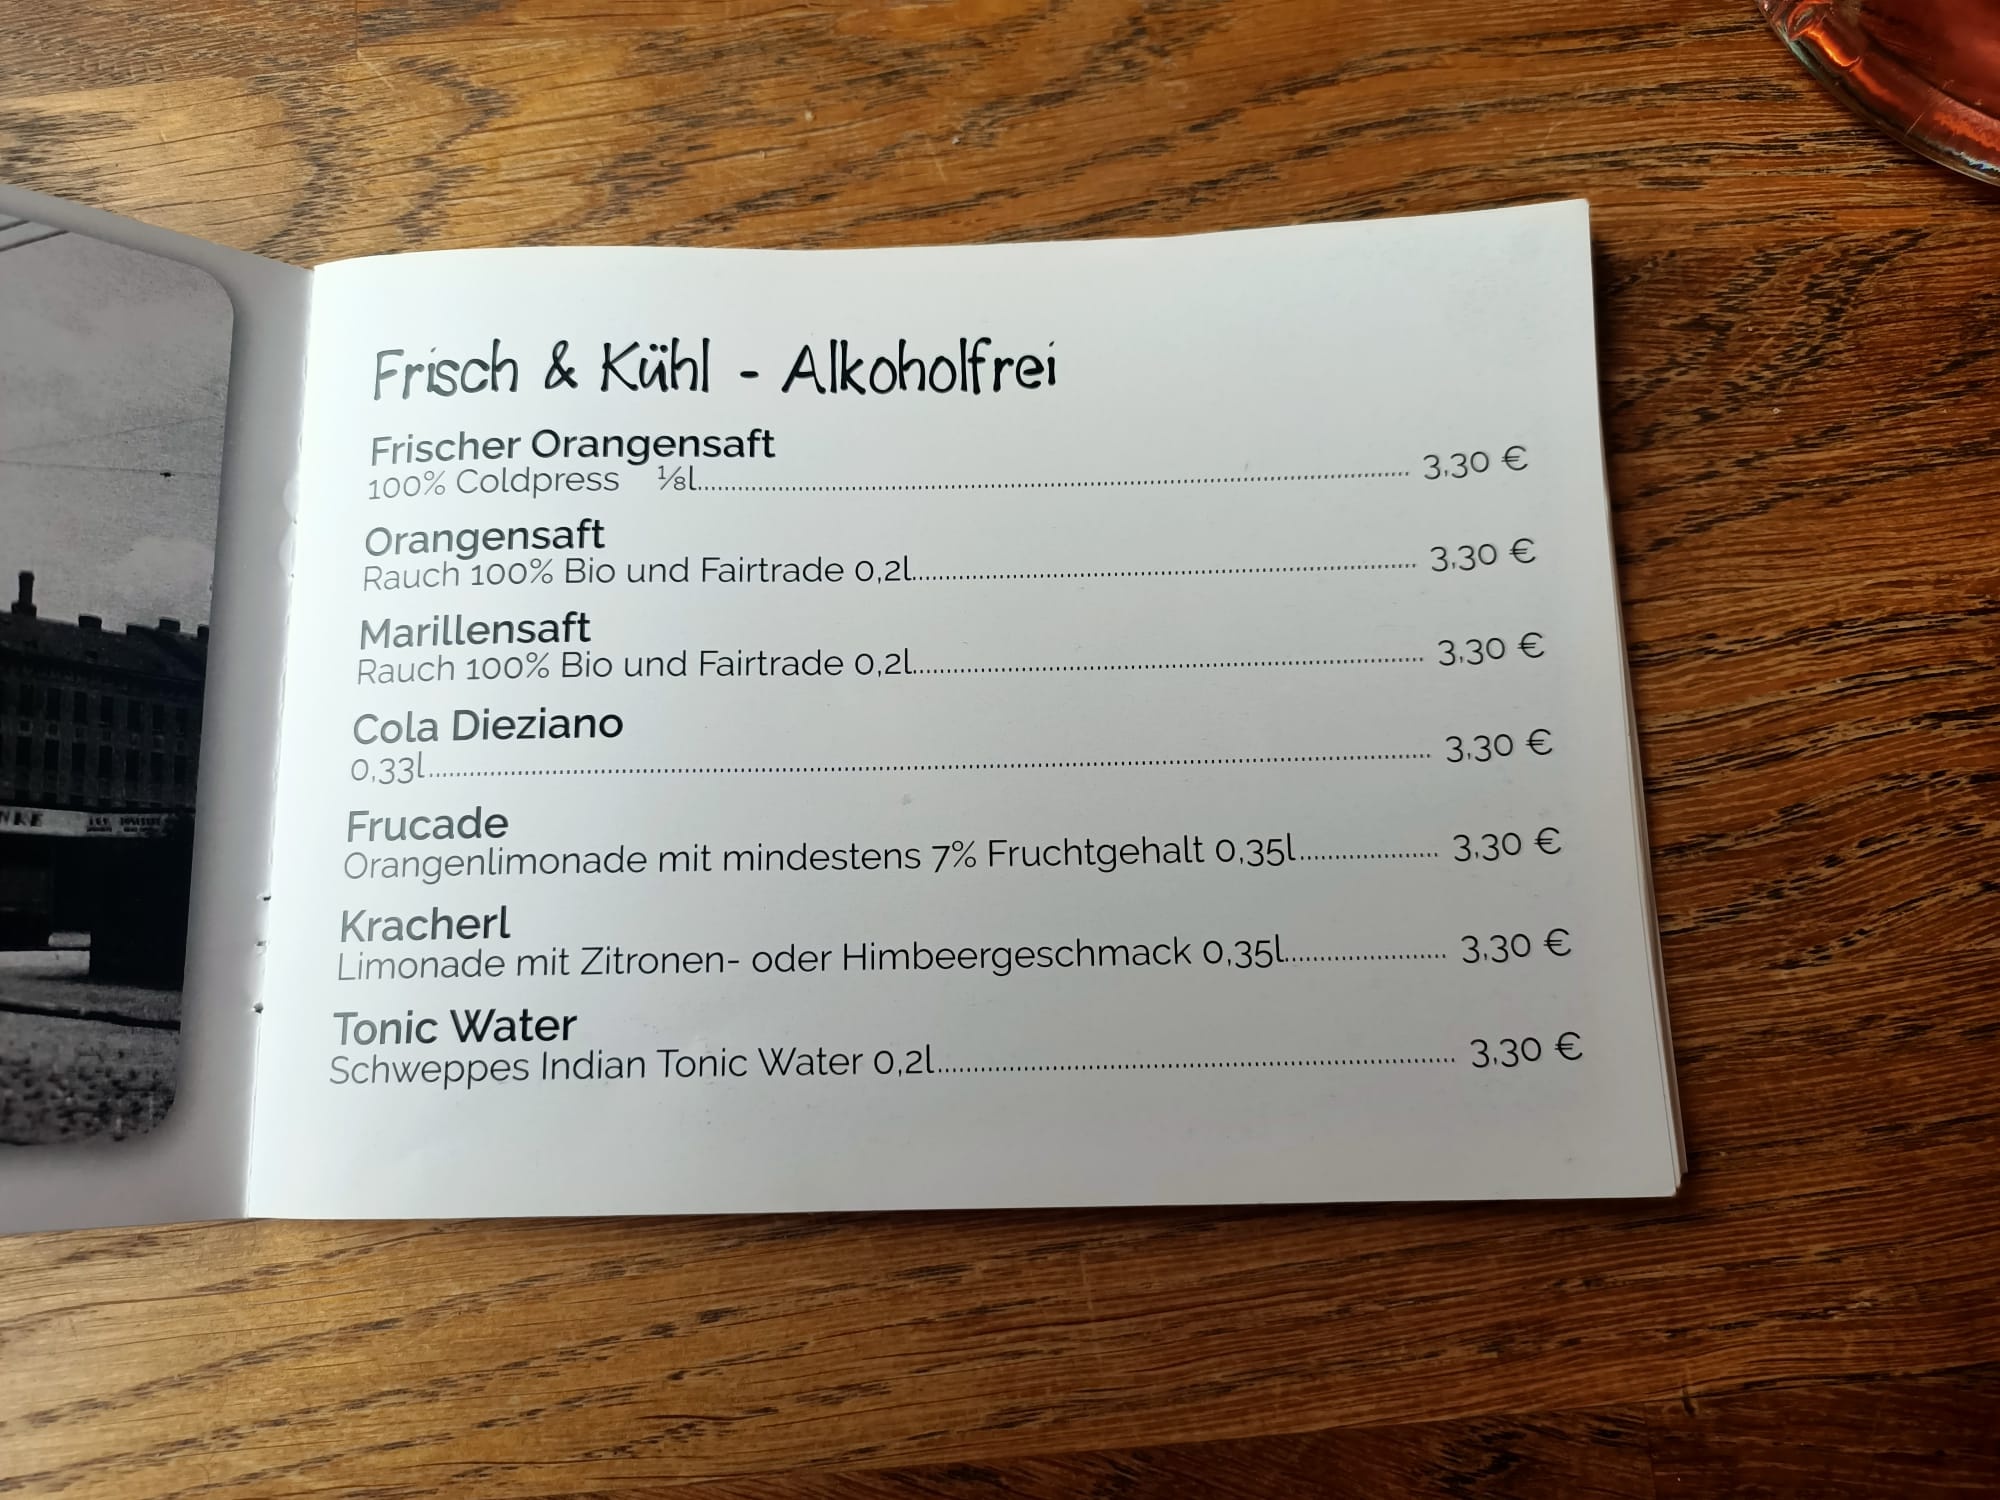 Frisch & Kühl - Alkoholfrei
Frischer Orangensaft
100% Coldpress ⅛l........ 3,30 €
Orangensaft
Rauch 100% Bio und Fairtrade 0,2l........ 3,30 €
Marillensaft
Rauch 100% Bio und Fairtrade 0,2l........ 3,30 €
Cola Dieziano
0,33l........ 3,30 €
Frucade
Orangenlimonade mit mindestens 7% Fruchtgehalt 0,35l........ 3,30 €
Kracherl
Limonade mit Zitronen- oder Himbeergeschmack 0,35l........ 3,30 €
Tonic Water
Schweppes Indian Tonic Water 0,2l........ 3,30 €